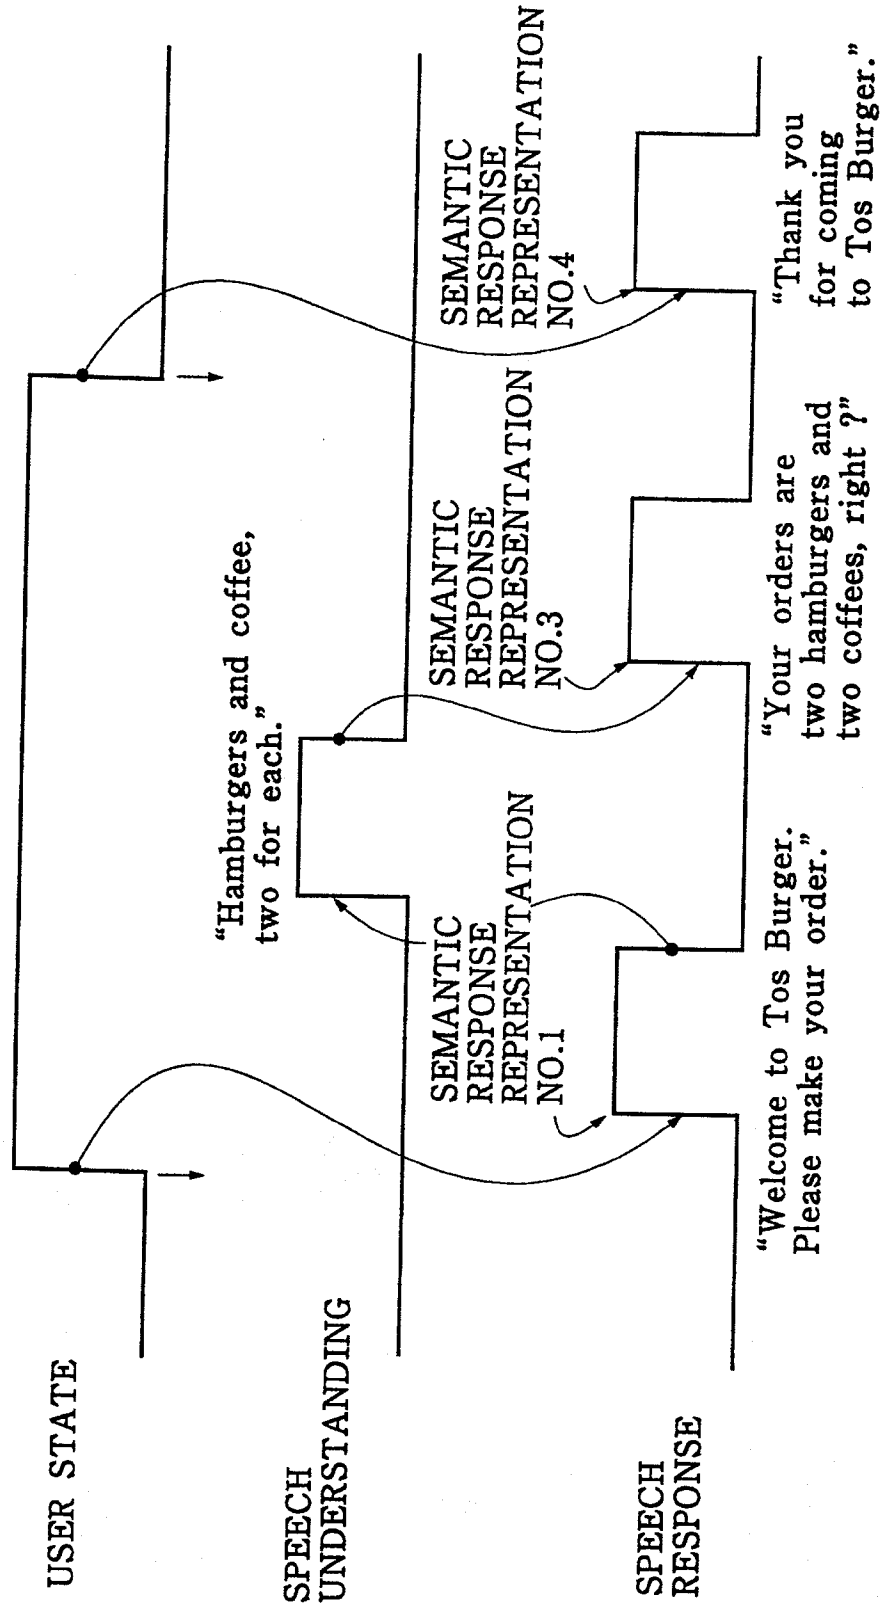 USER STATE
SPEECH
UNDERSTANDING
“Hamburgers and coffee,
two for each.”
SEMANTIC
RESPONSE
REPRESENTATION
NO.1
SEMANTIC
RESPONSE
REPRESENTATION
NO.3
SEMANTIC
RESPONSE
REPRESENTATION
NO.4
SPEECH
RESPONSE
“Welcome to Tos Burger.
Please make your order.”
“Your orders are
two hamburgers and
two coffees, right ?”
“Thank you
for coming
to Tos Burger.”